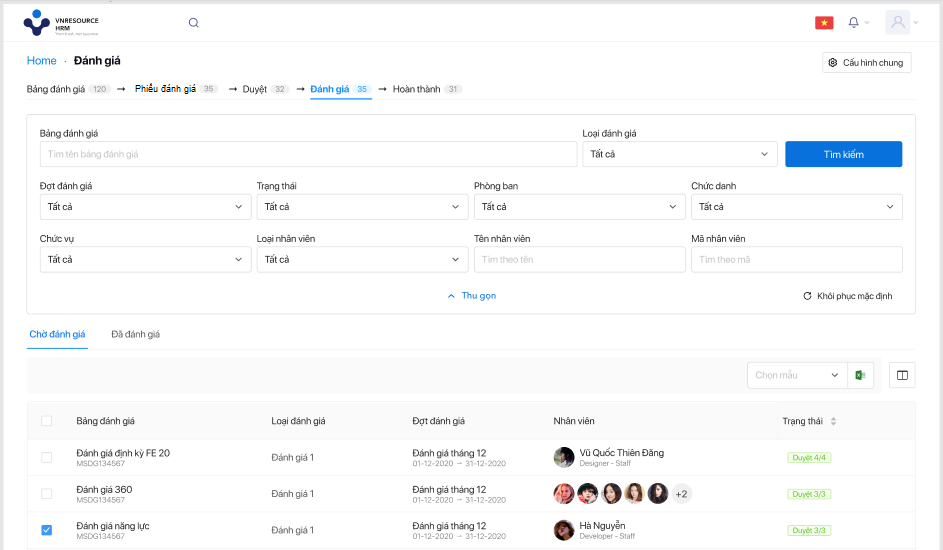 VNRESOURCE
HRM
Home · Đánh giá
Cấu hình chung
Bảng đánh giá 120 → Phiếu đánh giá 35 → Duyệt 32 → Đánh giá 35 → Hoàn thành 31
Bảng đánh giá Loại đánh giá
Tìm tên bảng đánh giá Tất cả Tìm kiếm
Đợt đánh giá Trạng thái Phòng ban Chức danh
Tất cả Tất cả Tất cả Tất cả
Chức vụ Loại nhân viên Tên nhân viên Mã nhân viên
Tất cả Tất cả Tìm theo tên Tìm theo mã
Thu gọn Khôi phục mặc định
Chờ đánh giá Đã đánh giá
Chọn mẫu
Bảng đánh giá Loại đánh giá Đợt đánh giá Nhân viên Trạng thái
Đánh giá định kỳ FE 20 Đánh giá 1 Đánh giá tháng 12 Vũ Quốc Thiên Đăng Duyệt 4/4
MSDG134567 01-12-2020 → 31-12-2020 Designer - Staff
Đánh giá 360 Đánh giá 1 Đánh giá tháng 12 +2 Duyệt 3/3
MSDG134567 01-12-2020 → 31-12-2020
Đánh giá năng lực Đánh giá 1 Đánh giá tháng 12 Hà Nguyễn Duyệt 3/3
MSDG134567 01-12-2020 → 31-12-2020 Developer - Staff